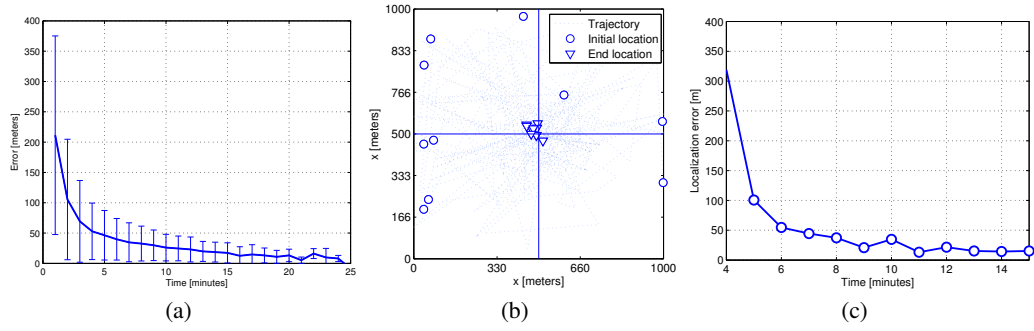 400
350
300
250
200
150
100
50
0
Error [meters]
0 5 10 15 20 25
Time [minutes]
(a)
1000
833
766
500
333
166
0
x [meters]
Trajectory
Initial location
End location
330 660 1000
x [meters]
(b)
400
350
300
250
200
150
100
50
0
Localization error [m]
4 6 8 10 12 14
Time [minutes]
(c)